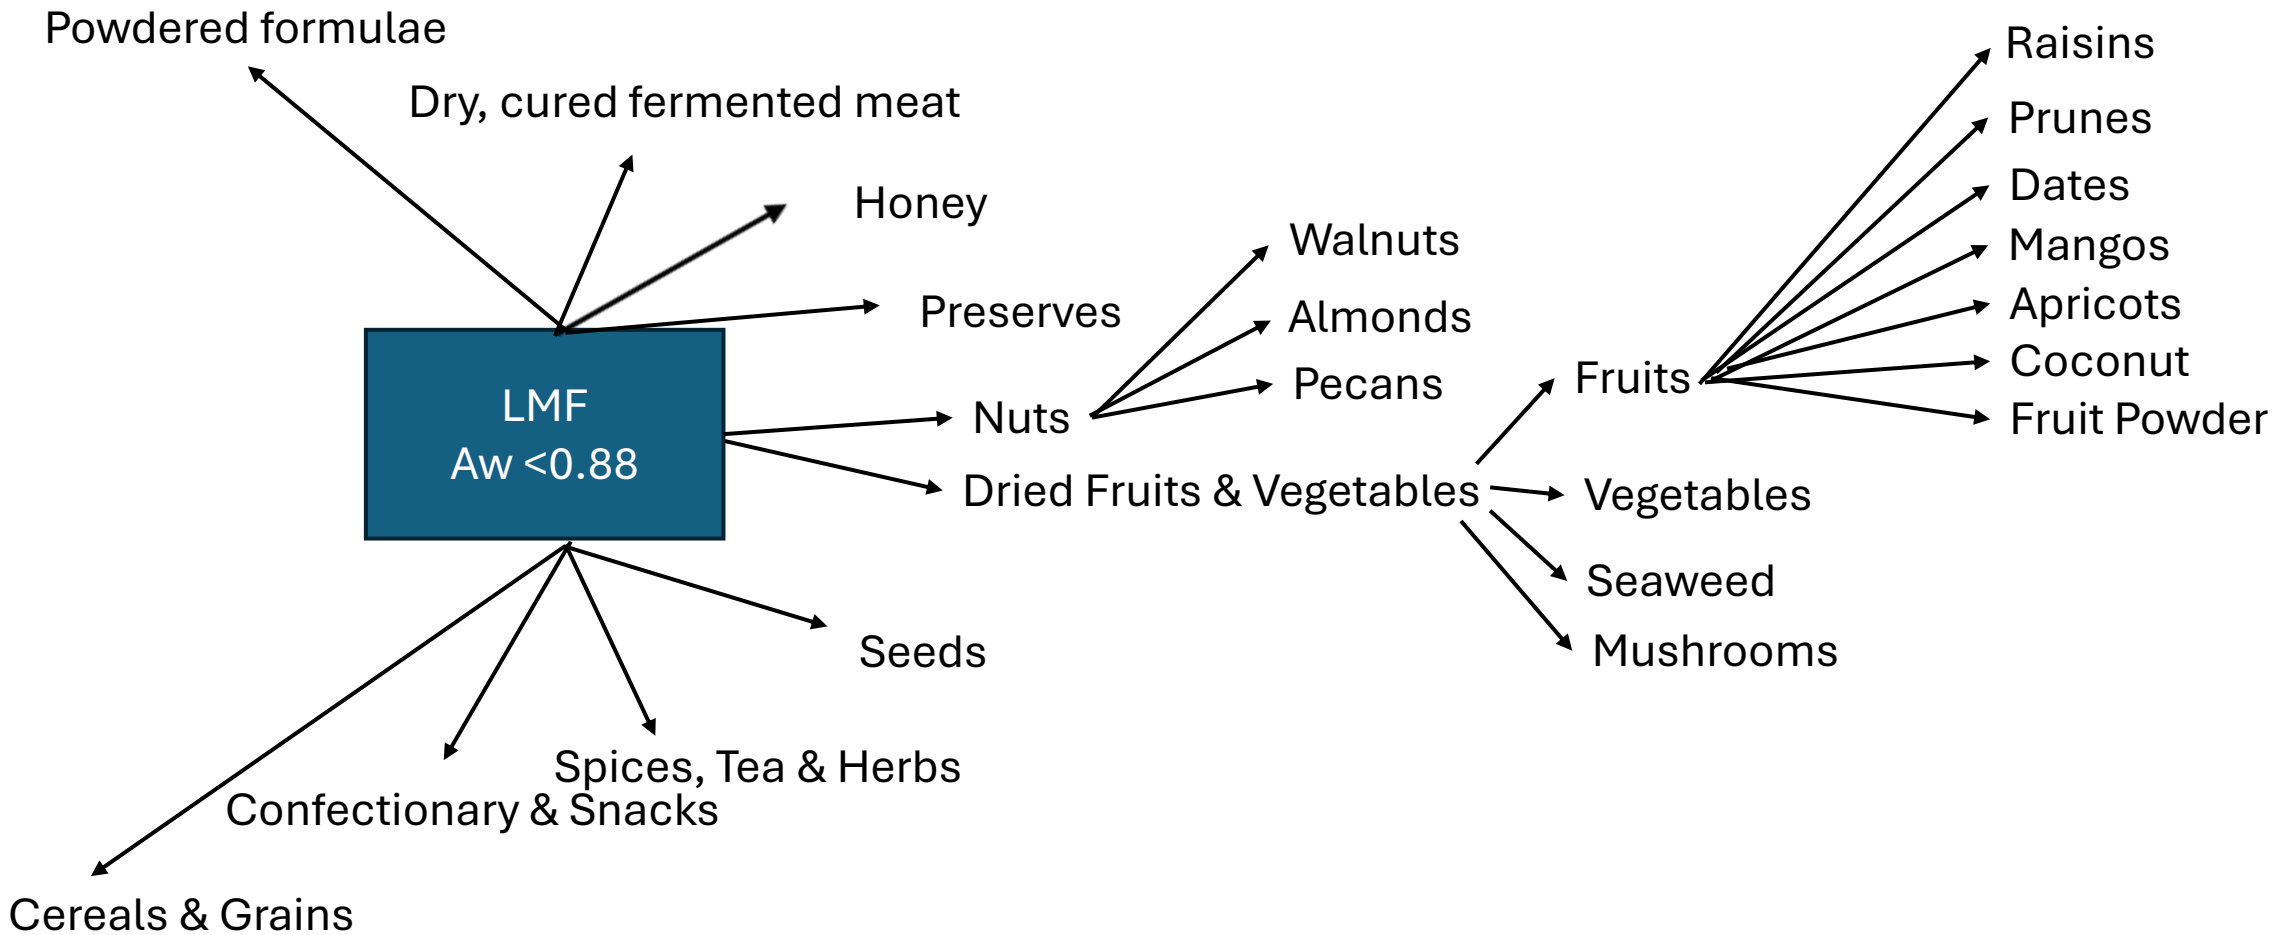 Powdered formulae
Dry, cured fermented meat
Honey
Preserves
LMF
Aw <0.88
Nuts
Walnuts
Almonds
Pecans
Dried Fruits & Vegetables
Fruits
Vegetables
Seaweed
Mushrooms
Raisins
Prunes
Dates
Mangos
Apricots
Coconut
Fruit Powder
Seeds
Spices, Tea & Herbs
Confectionary & Snacks
Cereals & Grains